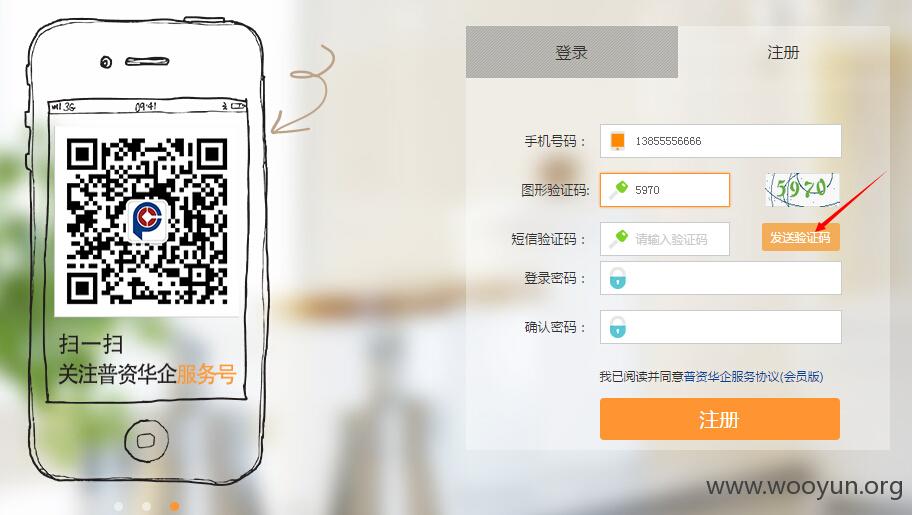 3G 09:41
扫一扫
关注普资华企服务号
登录 注册
手机号码： 13855556666
图形验证码: 5970 5970
短信验证码： 请输入验证码 发送验证码
登录密码：
确认密码：
我已阅读并同意普资华企服务协议(会员版)
注册
www.wooyun.org